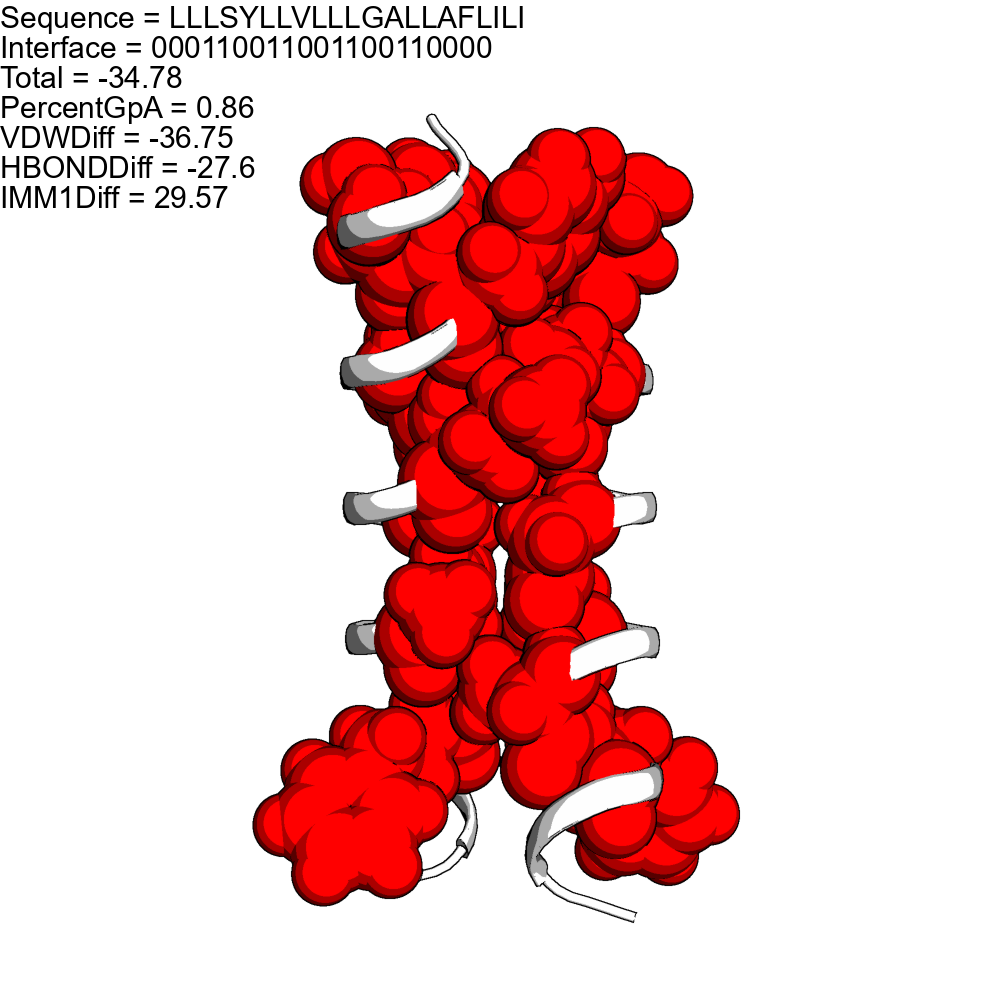 Sequence = LLLSYLLVLLLGALLAFLILI
Interface = 000110011001100110000
Total = -34.78
PercentGpA = 0.86
VDWDiff = -36.75
HBONDDiff = -27.6
IMM1Diff = 29.57